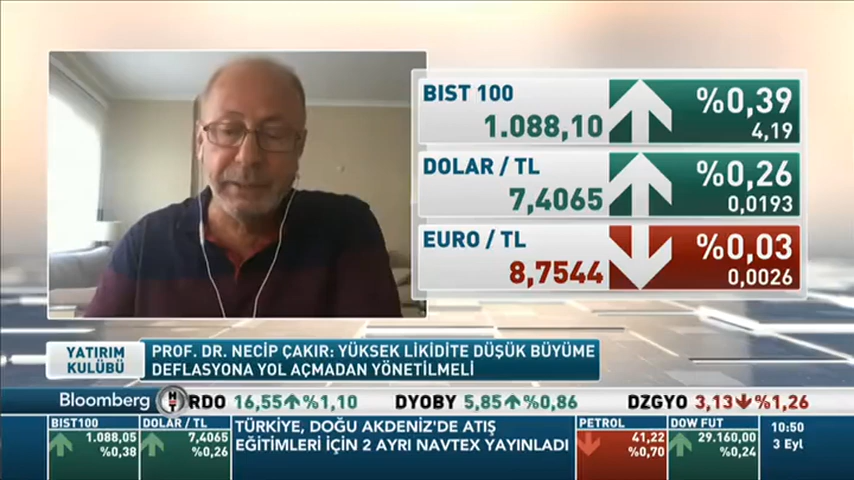 BIST 100
1.088,10
%0,39
4,19
DOLAR / TL
7,4065
%0,26
0,0193
EURO / TL
8,7544
%0,03
0,0026
YATIRIM
KULÜBÜ
PROF. DR. NECİP ÇAKIR: YÜKSEK LİKİDİTE DÜŞÜK BÜYÜME
DEFLASYONA YOL AÇMADAN YÖNETİLMELİ
Bloomberg HT
RDO 16,55 %1,10 DYOBY 5,85 %0,86 DZGYO 3,13 %1,26
BIST100
1.088,05
%0,38
DOLAR / TL
7,4065
%0,26
TÜRKİYE, DOĞU AKDENİZ'DE ATIŞ
EĞİTİMLERİ İÇİN 2 AYRI NAVTEX YAYINLADI
PETROL
41,22
%0,70
DOW FUT
29.160,00
%0,24
10:50
3 Eyl